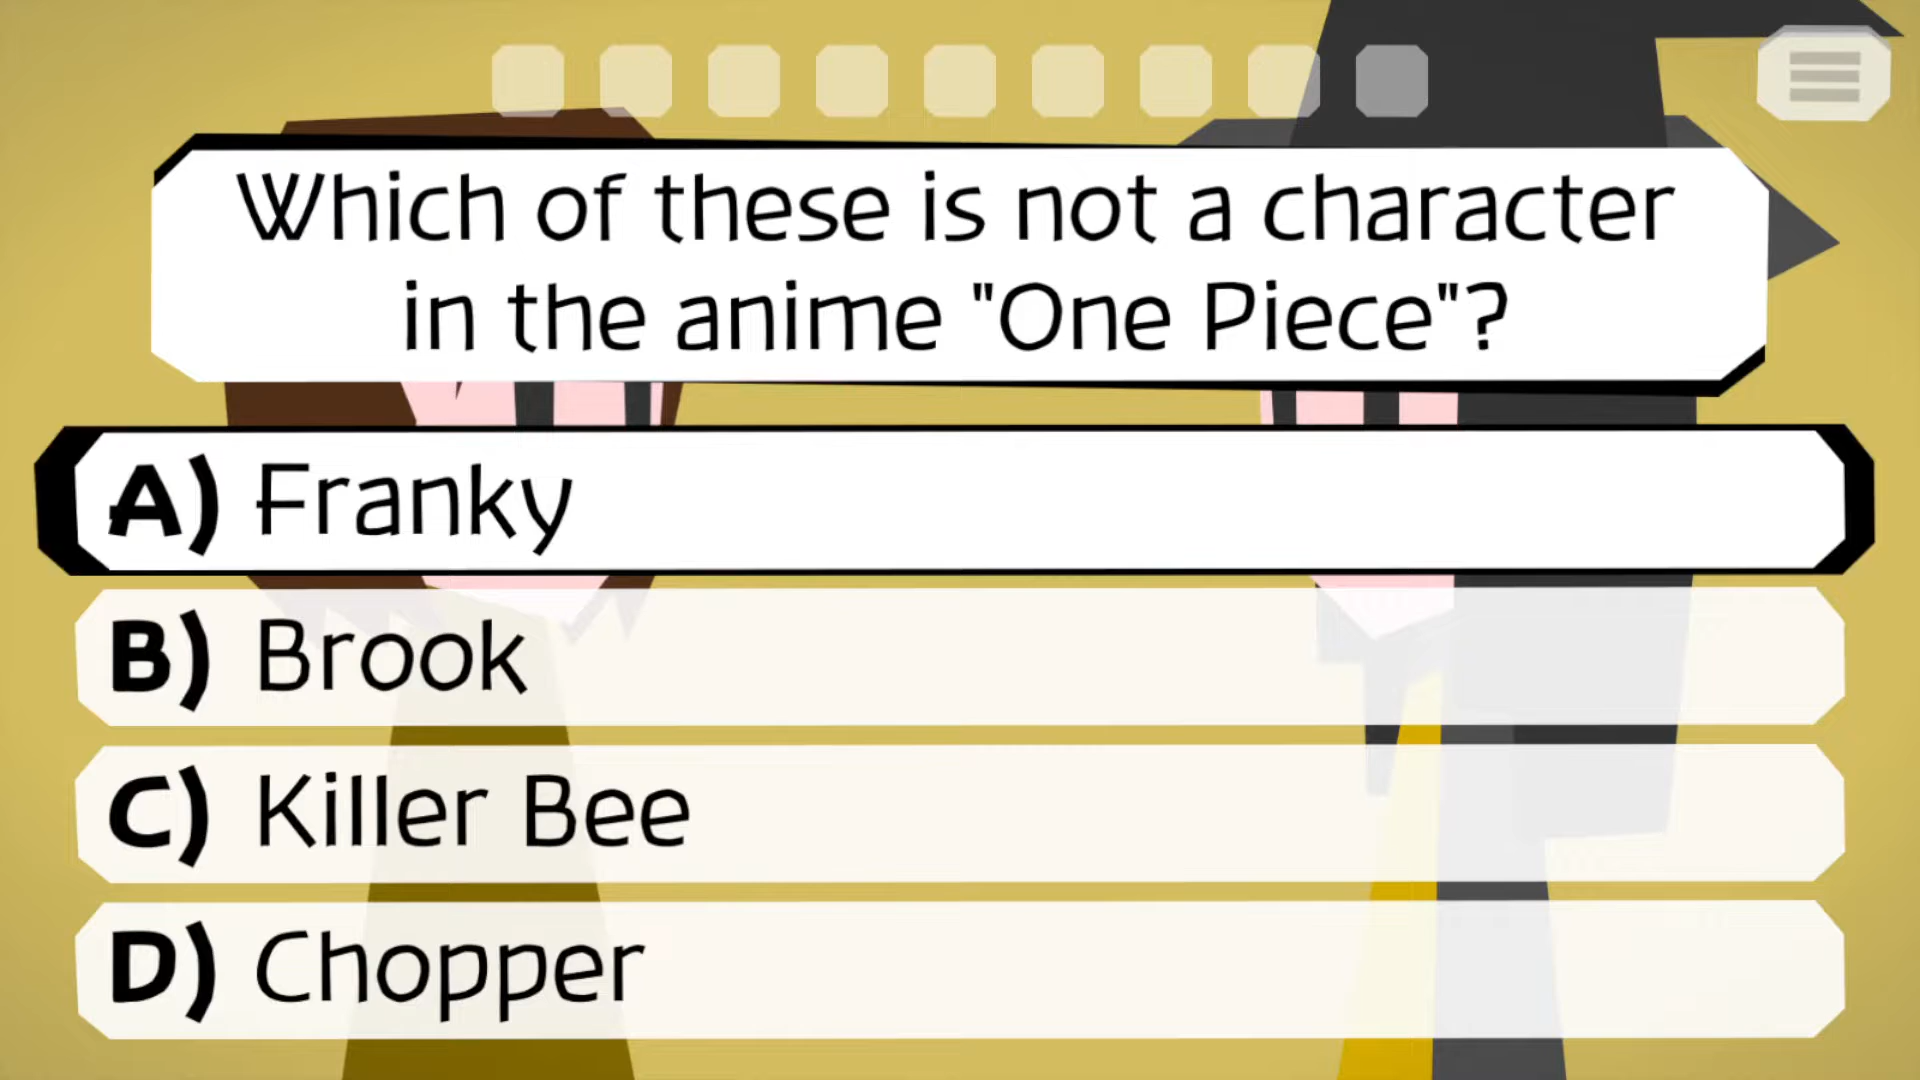 Which of these is not a character
in the anime "One Piece"?
A) Franky
B) Brook
C) Killer Bee
D) Chopper